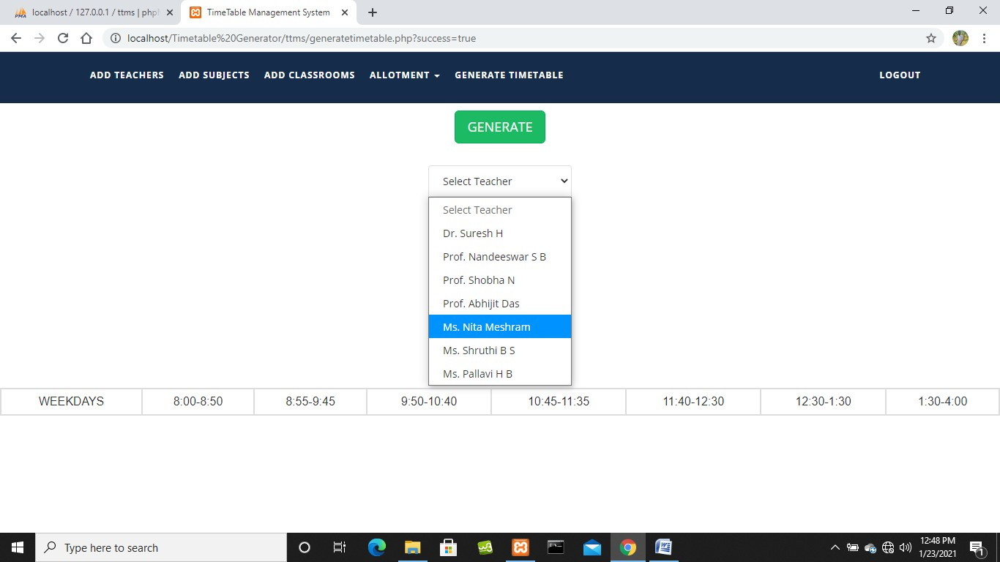 localhost / 127.0.0.1 / ttms | php
TimeTable Management System
localhost/Timetable%20Generator/ttms/generatetimetable.php?success=true
ADD TEACHERS ADD SUBJECTS ADD CLASSROOMS ALLOTMENT GENERATE TIMETABLE LOGOUT
GENERATE
Select Teacher
Select Teacher
Dr. Suresh H
Prof. Nandeeswar S B
Prof. Shobha N
Prof. Abhijit Das
Ms. Nita Meshram
Ms. Shruthi B S
Ms. Pallavi H B
WEEKDAYS 8:00-8:50 8:55-9:45 9:50-10:40 10:45-11:35 11:40-12:30 12:30-1:30 1:30-4:00
Type here to search
12:48 PM
1/23/2021
1